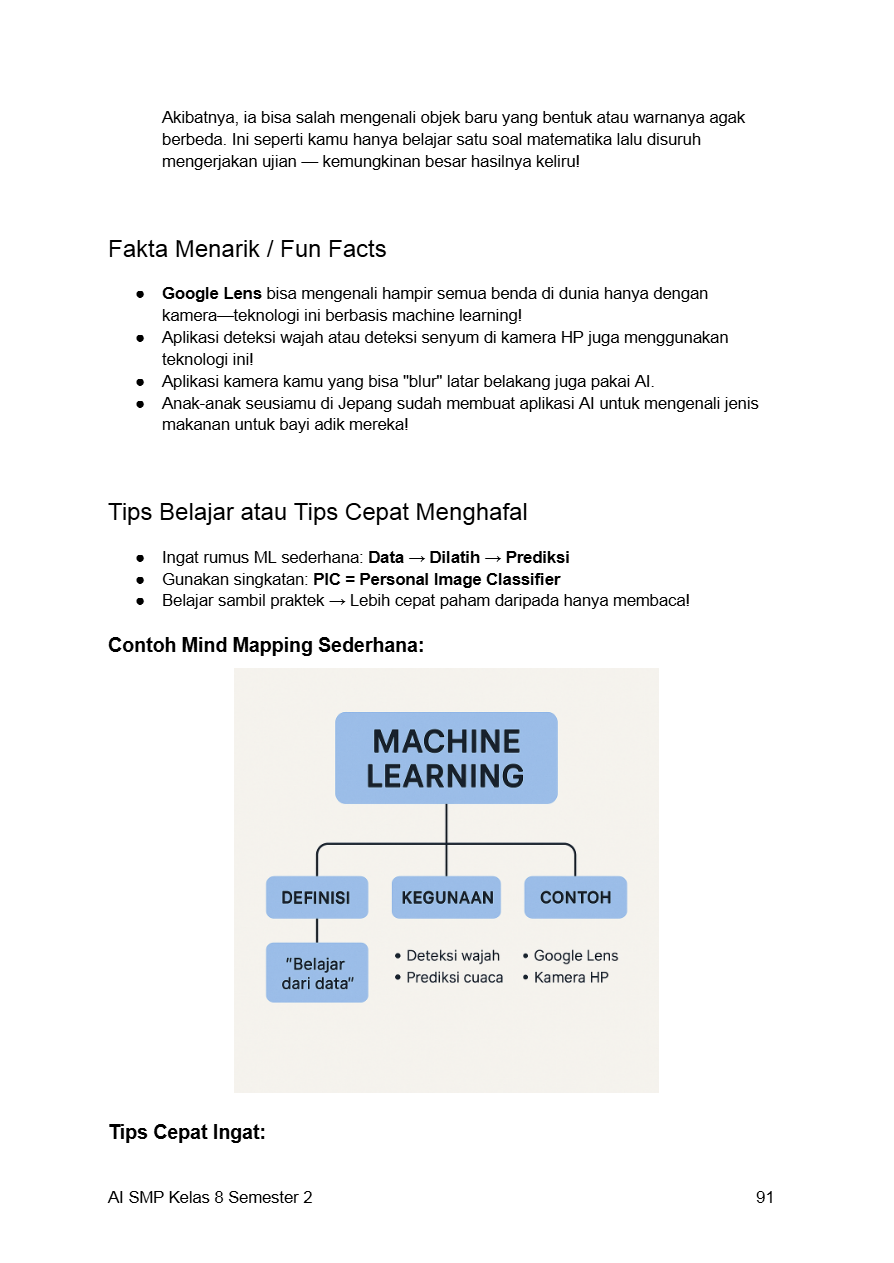 Akibatnya, ia bisa salah mengenali objek baru yang bentuk atau warnanya agak
berbeda. Ini seperti kamu hanya belajar satu soal matematika lalu disuruh
mengerjakan ujian — kemungkinan besar hasilnya keliru!
Fakta Menarik / Fun Facts
● Google Lens bisa mengenali hampir semua benda di dunia hanya dengan
kamera—teknologi ini berbasis machine learning!
● Aplikasi deteksi wajah atau deteksi senyum di kamera HP juga menggunakan
teknologi ini!
● Aplikasi kamera kamu yang bisa "blur" latar belakang juga pakai AI.
● Anak-anak seusiamu di Jepang sudah membuat aplikasi AI untuk mengenali jenis
makanan untuk bayi adik mereka!
Tips Belajar atau Tips Cepat Menghafal
● Ingat rumus ML sederhana: Data → Dilatih → Prediksi
● Gunakan singkatan: PIC = Personal Image Classifier
● Belajar sambil praktek → Lebih cepat paham daripada hanya membaca!
Contoh Mind Mapping Sederhana:
MACHINE
LEARNING
DEFINISI
"Belajar
dari data"
KEGUNAAN
• Deteksi wajah
• Prediksi cuaca
CONTOH
• Google Lens
• Kamera HP
Tips Cepat Ingat:
AI SMP Kelas 8 Semester 2
91